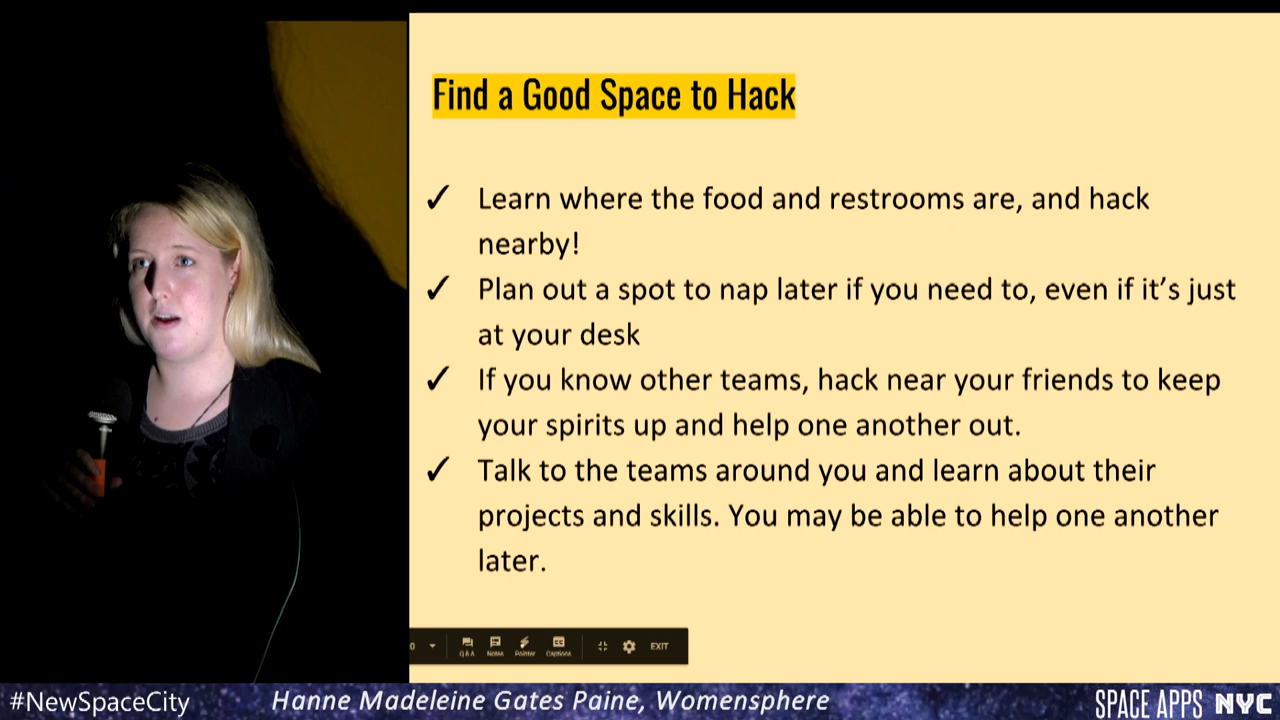 Find a Good Space to Hack
✓ Learn where the food and restrooms are, and hack
nearby!
✓ Plan out a spot to nap later if you need to, even if it’s just
at your desk
✓ If you know other teams, hack near your friends to keep
your spirits up and help one another out.
✓ Talk to the teams around you and learn about their
projects and skills. You may be able to help one another
later.
Q & A Notes Pointer Captions EXIT
#NewSpaceCity
Hanne Madeleine Gates Paine, Womensphere
SPACE APPS NYC